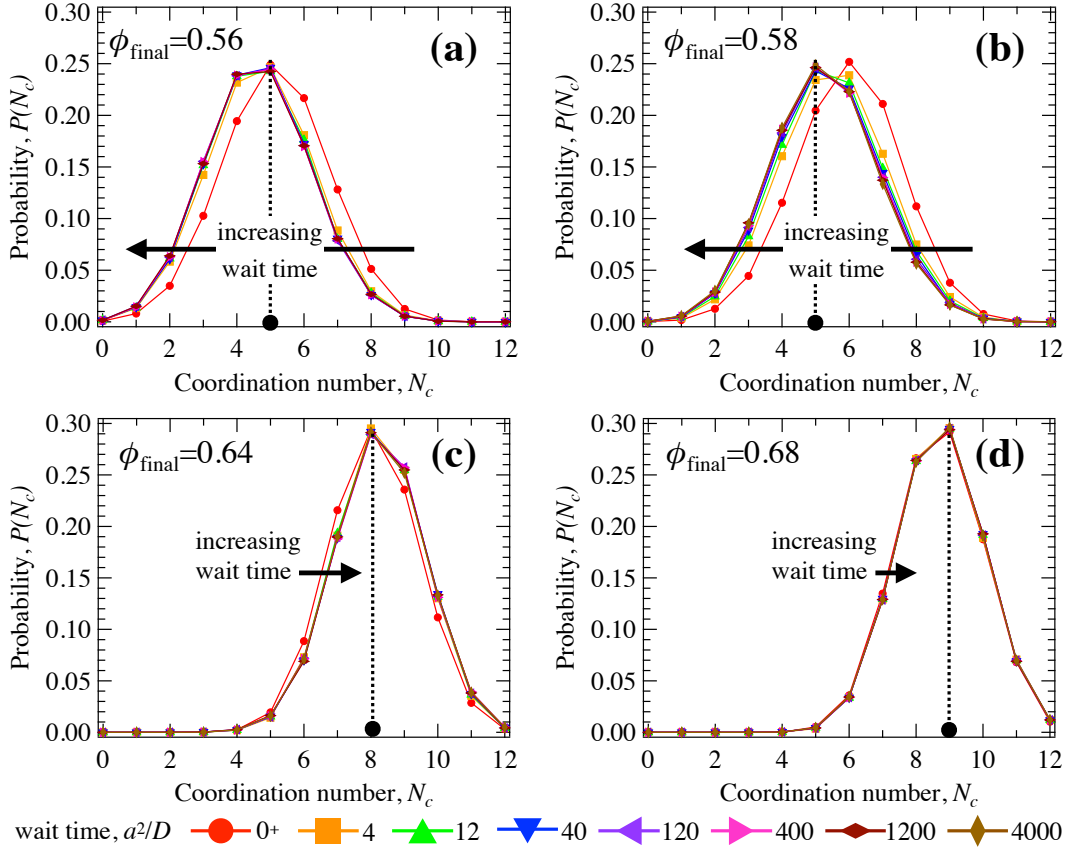 ϕfinal=0.56
(a)
Probability, P(Nc)
0.30
0.25
0.20
0.15
0.10
0.05
0.00
increasing
wait time
0 2 4 6 8 10 12
Coordination number, Nc
ϕfinal=0.58
(b)
Probability, P(Nc)
0.30
0.25
0.20
0.15
0.10
0.05
0.00
increasing
wait time
0 2 4 6 8 10 12
Coordination number, Nc
ϕfinal=0.64
(c)
Probability, P(Nc)
0.30
0.25
0.20
0.15
0.10
0.05
0.00
increasing
wait time
0 2 4 6 8 10 12
Coordination number, Nc
ϕfinal=0.68
(d)
Probability, P(Nc)
0.30
0.25
0.20
0.15
0.10
0.05
0.00
increasing
wait time
0 2 4 6 8 10 12
Coordination number, Nc
wait time, a²/D 0+ 4 12 40 120 400 1200 4000